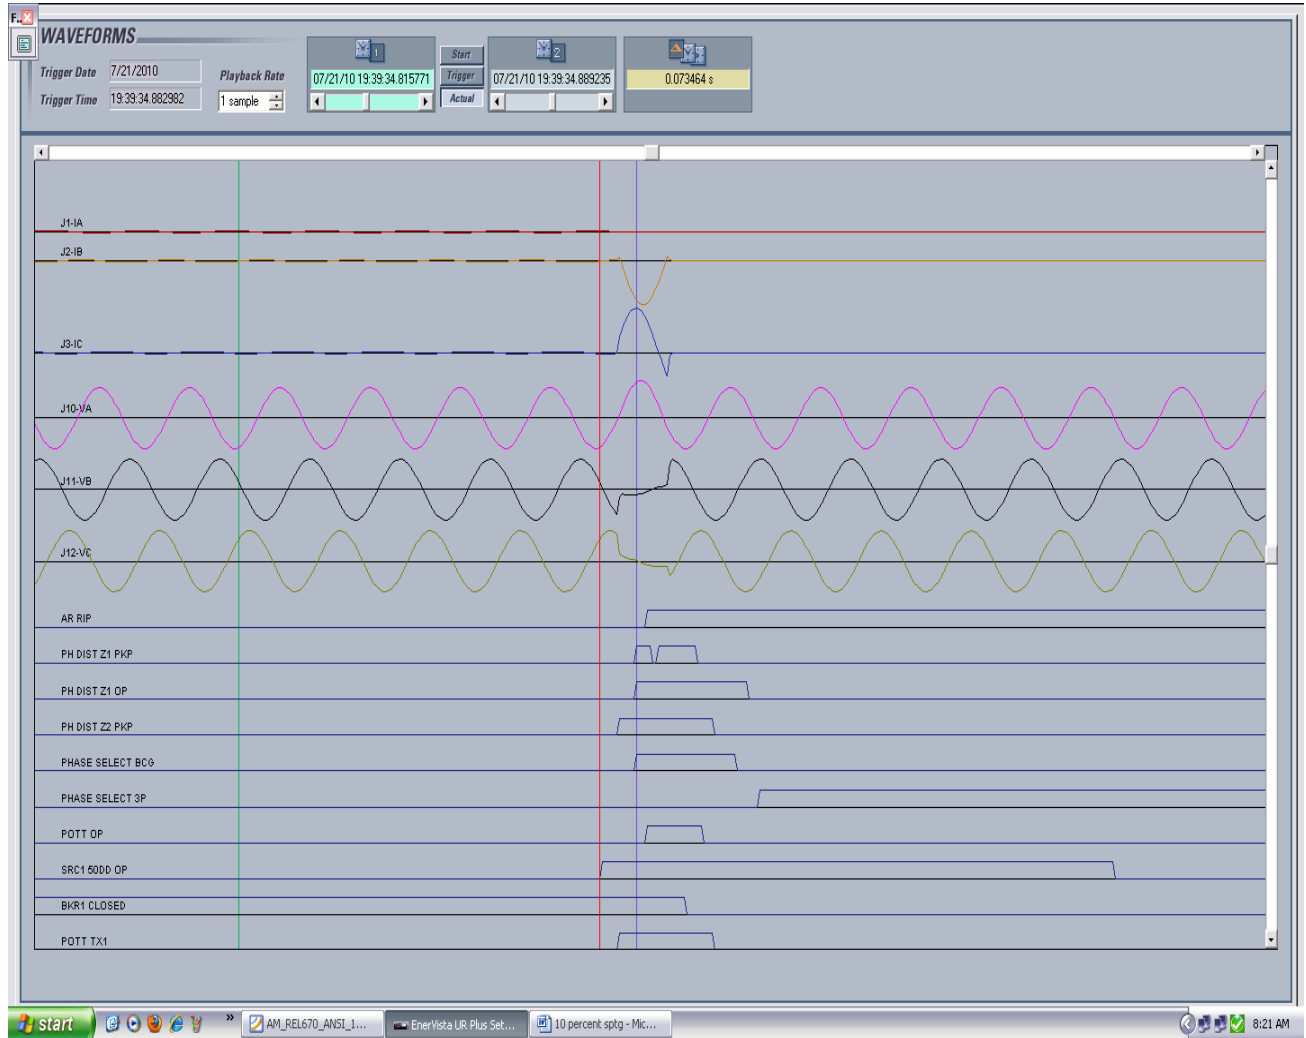 F..
WAVEFORMS
Trigger Date 7/21/2010
Trigger Time 19:39:34.882982
Playback Rate
1 sample
1
07/21/10 19:39:34.815771
Start
Trigger
Actual
2
07/21/10 19:39:34.889235
0.073464 s
J1-IA
J2-IB
J3-IC
J10-VA
J11-VB
J12-VC
AR RIP
PH DIST Z1 PKP
PH DIST Z1 OP
PH DIST Z2 PKP
PHASE SELECT BCG
PHASE SELECT 3P
POTT OP
SRC1 50DD OP
BKR1 CLOSED
POTT TX1
start » AM_REL670_ANSI_1... EnerVista UR Plus Set... 10 percent sptg - Mic... 8:21 AM